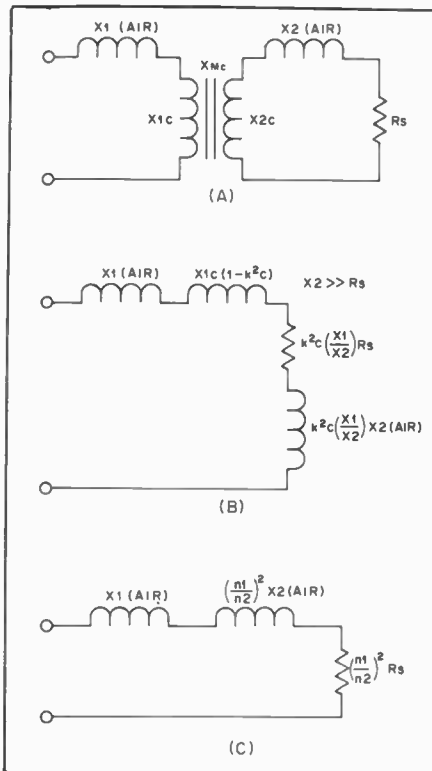 X1 (AIR) X2 (AIR)
XMc
X1C X2C Rs
(A)
X1(AIR) X1C(1-k²C) X2 >> Rs
k²C(X1/X2)Rs
k²C(X1/X2)X2(AIR)
(B)
X1(AIR) (n1/n2)² X2(AIR)
(n1/n2)² Rs
(C)